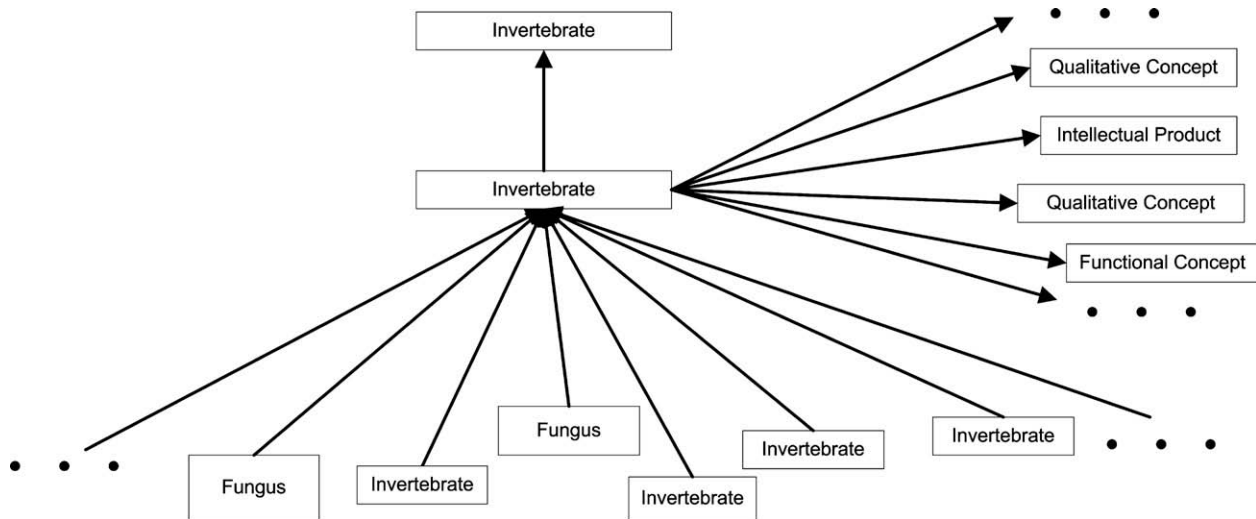 Invertebrate
Qualitative Concept
Intellectual Product
Invertebrate
Qualitative Concept
Functional Concept
Fungus
Invertebrate
Invertebrate
Fungus
Invertebrate
Invertebrate